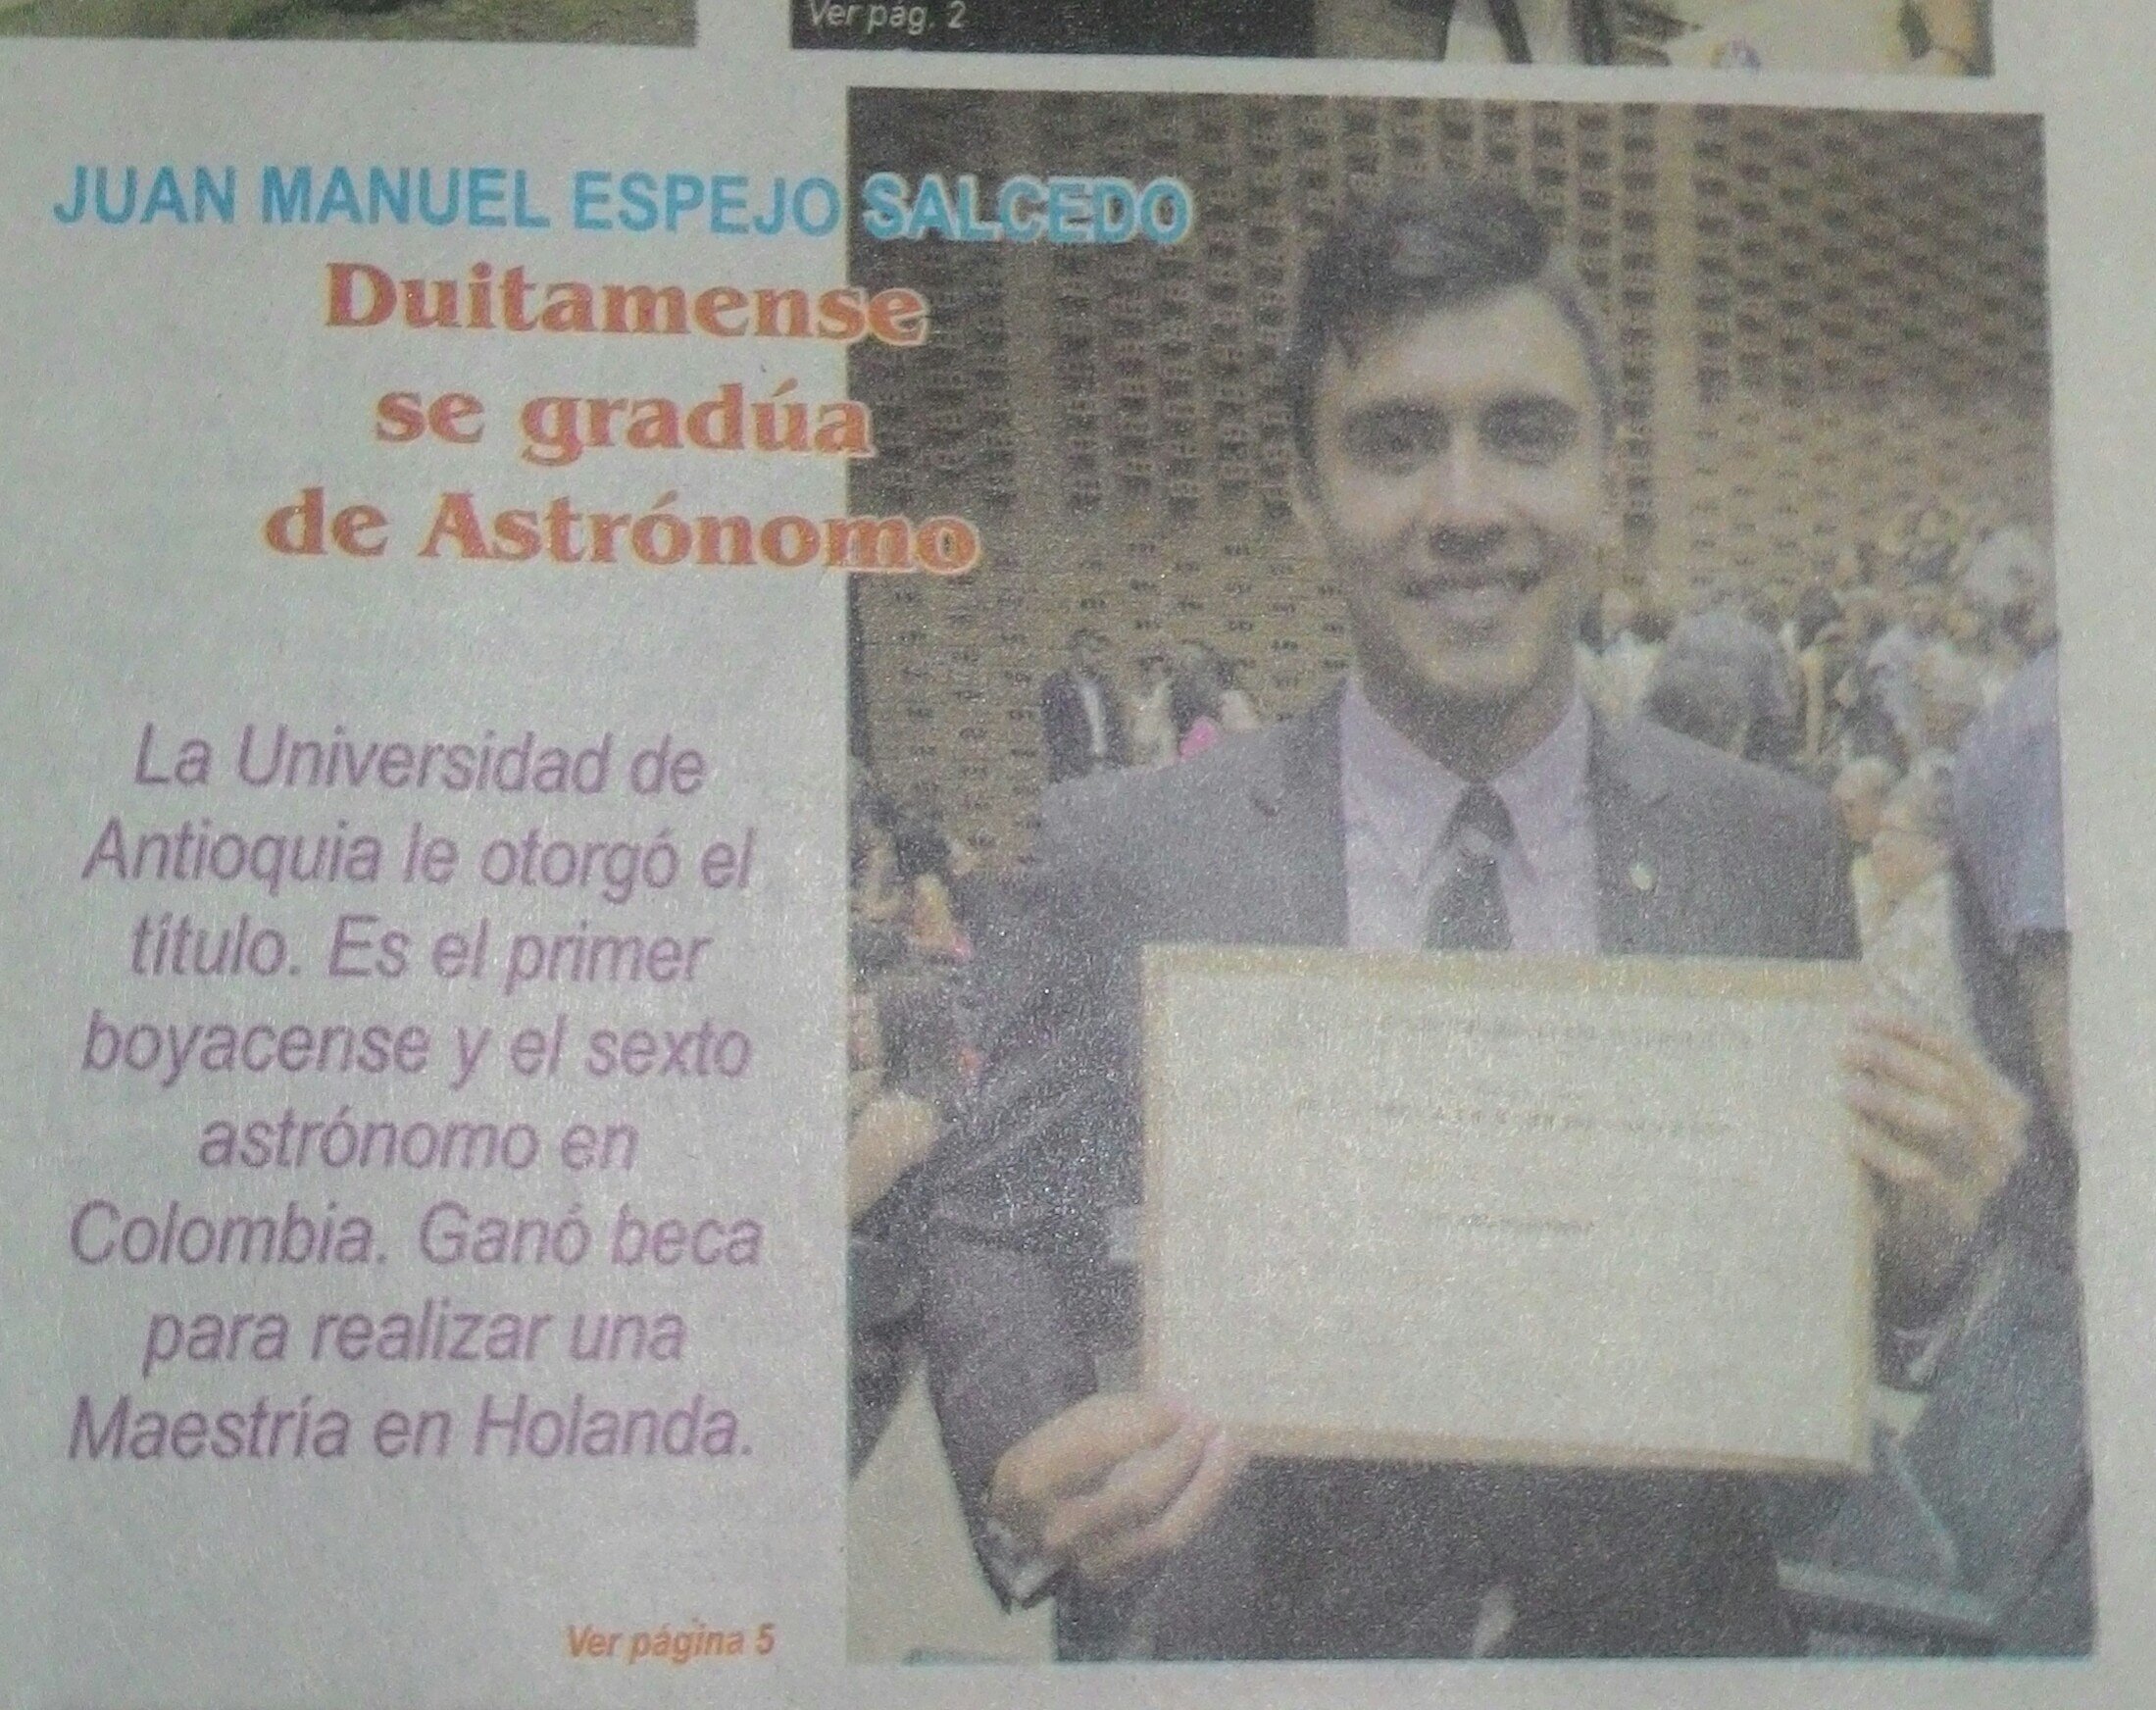 Ver pág. 2
JUAN MANUEL ESPEJO SALCEDO
Duitamense
se gradúa
de Astrónomo
La Universidad de
Antioquia le otorgó el
título. Es el primer
boyacense y el sexto
astrónomo en
Colombia. Ganó beca
para realizar una
Maestría en Holanda.
Ver página 5